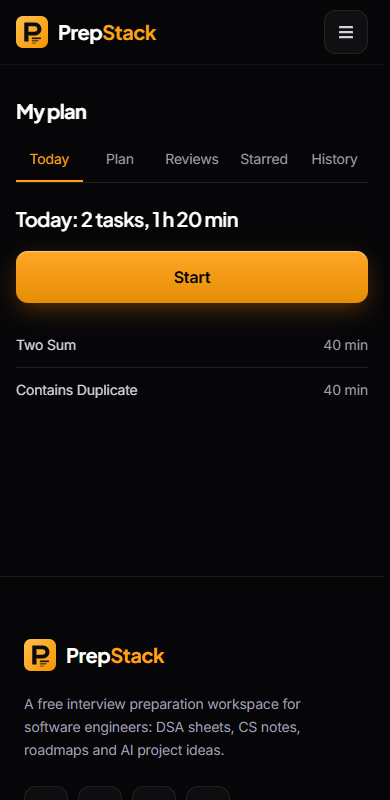 PrepStack
My plan
Today
Plan
Reviews
Starred
History
Today: 2 tasks, 1 h 20 min
Start
Two Sum 40 min
Contains Duplicate 40 min
PrepStack
A free interview preparation workspace for
software engineers: DSA sheets, CS notes,
roadmaps and AI project ideas.